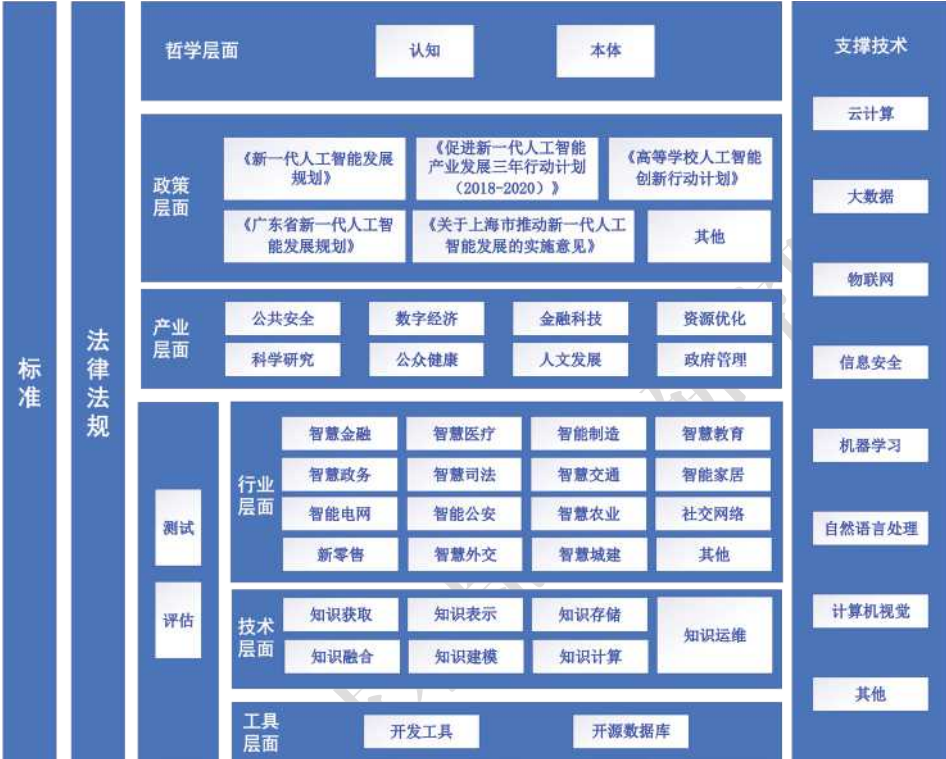 标准
法律法规
哲学层面
认知
本体
政策
层面
《新一代人工智能发展
规划》
《促进新一代人工智能
产业发展三年行动计划
（2018-2020）》
《高等学校人工智能
创新行动计划》
《广东省新一代人工智
能发展规划》
《关于上海市推动新一代人工
智能发展的实施意见》
其他
产业
层面
公共安全
数字经济
金融科技
资源优化
科学研究
公众健康
人文发展
政府管理
测试
评估
行业
层面
智慧金融
智慧医疗
智能制造
智慧教育
智慧政务
智慧司法
智慧交通
智能家居
智能电网
智能公安
智慧农业
社交网络
新零售
智慧外交
智慧城建
其他
技术
层面
知识获取
知识表示
知识存储
知识运维
知识融合
知识建模
知识计算
工具
层面
开发工具
开源数据库
支撑技术
云计算
大数据
物联网
信息安全
机器学习
自然语言处理
计算机视觉
其他